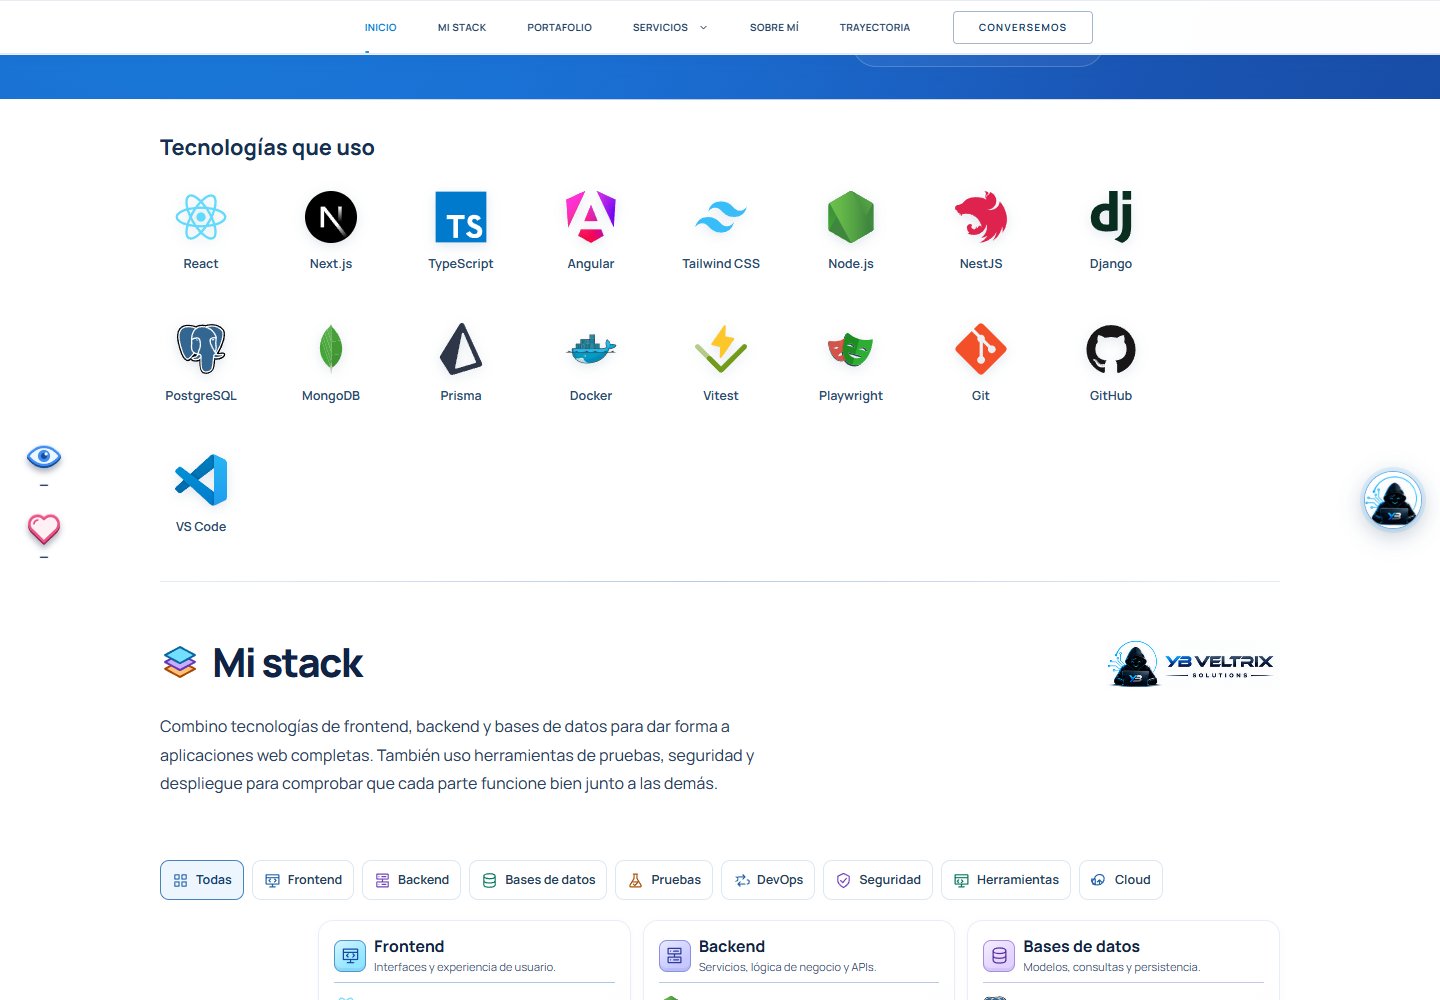 INICIO
MI STACK
PORTAFOLIO
SERVICIOS
SOBRE MÍ
TRAYECTORIA
CONVERSEMOS
Tecnologías que uso
N
TS
dj
React
Next.js
TypeScript
Angular
Tailwind CSS
Node.js
NestJS
Django
PostgreSQL
MongoDB
Prisma
Docker
Vitest
Playwright
Git
GitHub
VS Code
–
–
YB
Mi stack
YB
YB VELTRIX
SOLUTIONS
Combino tecnologías de frontend, backend y bases de datos para dar forma a
aplicaciones web completas. También uso herramientas de pruebas, seguridad y
despliegue para comprobar que cada parte funcione bien junto a las demás.
Todas
Frontend
Backend
Bases de datos
Pruebas
DevOps
Seguridad
Herramientas
Cloud
Frontend
Interfaces y experiencia de usuario.
Backend
Servicios, lógica de negocio y APIs.
Bases de datos
Modelos, consultas y persistencia.